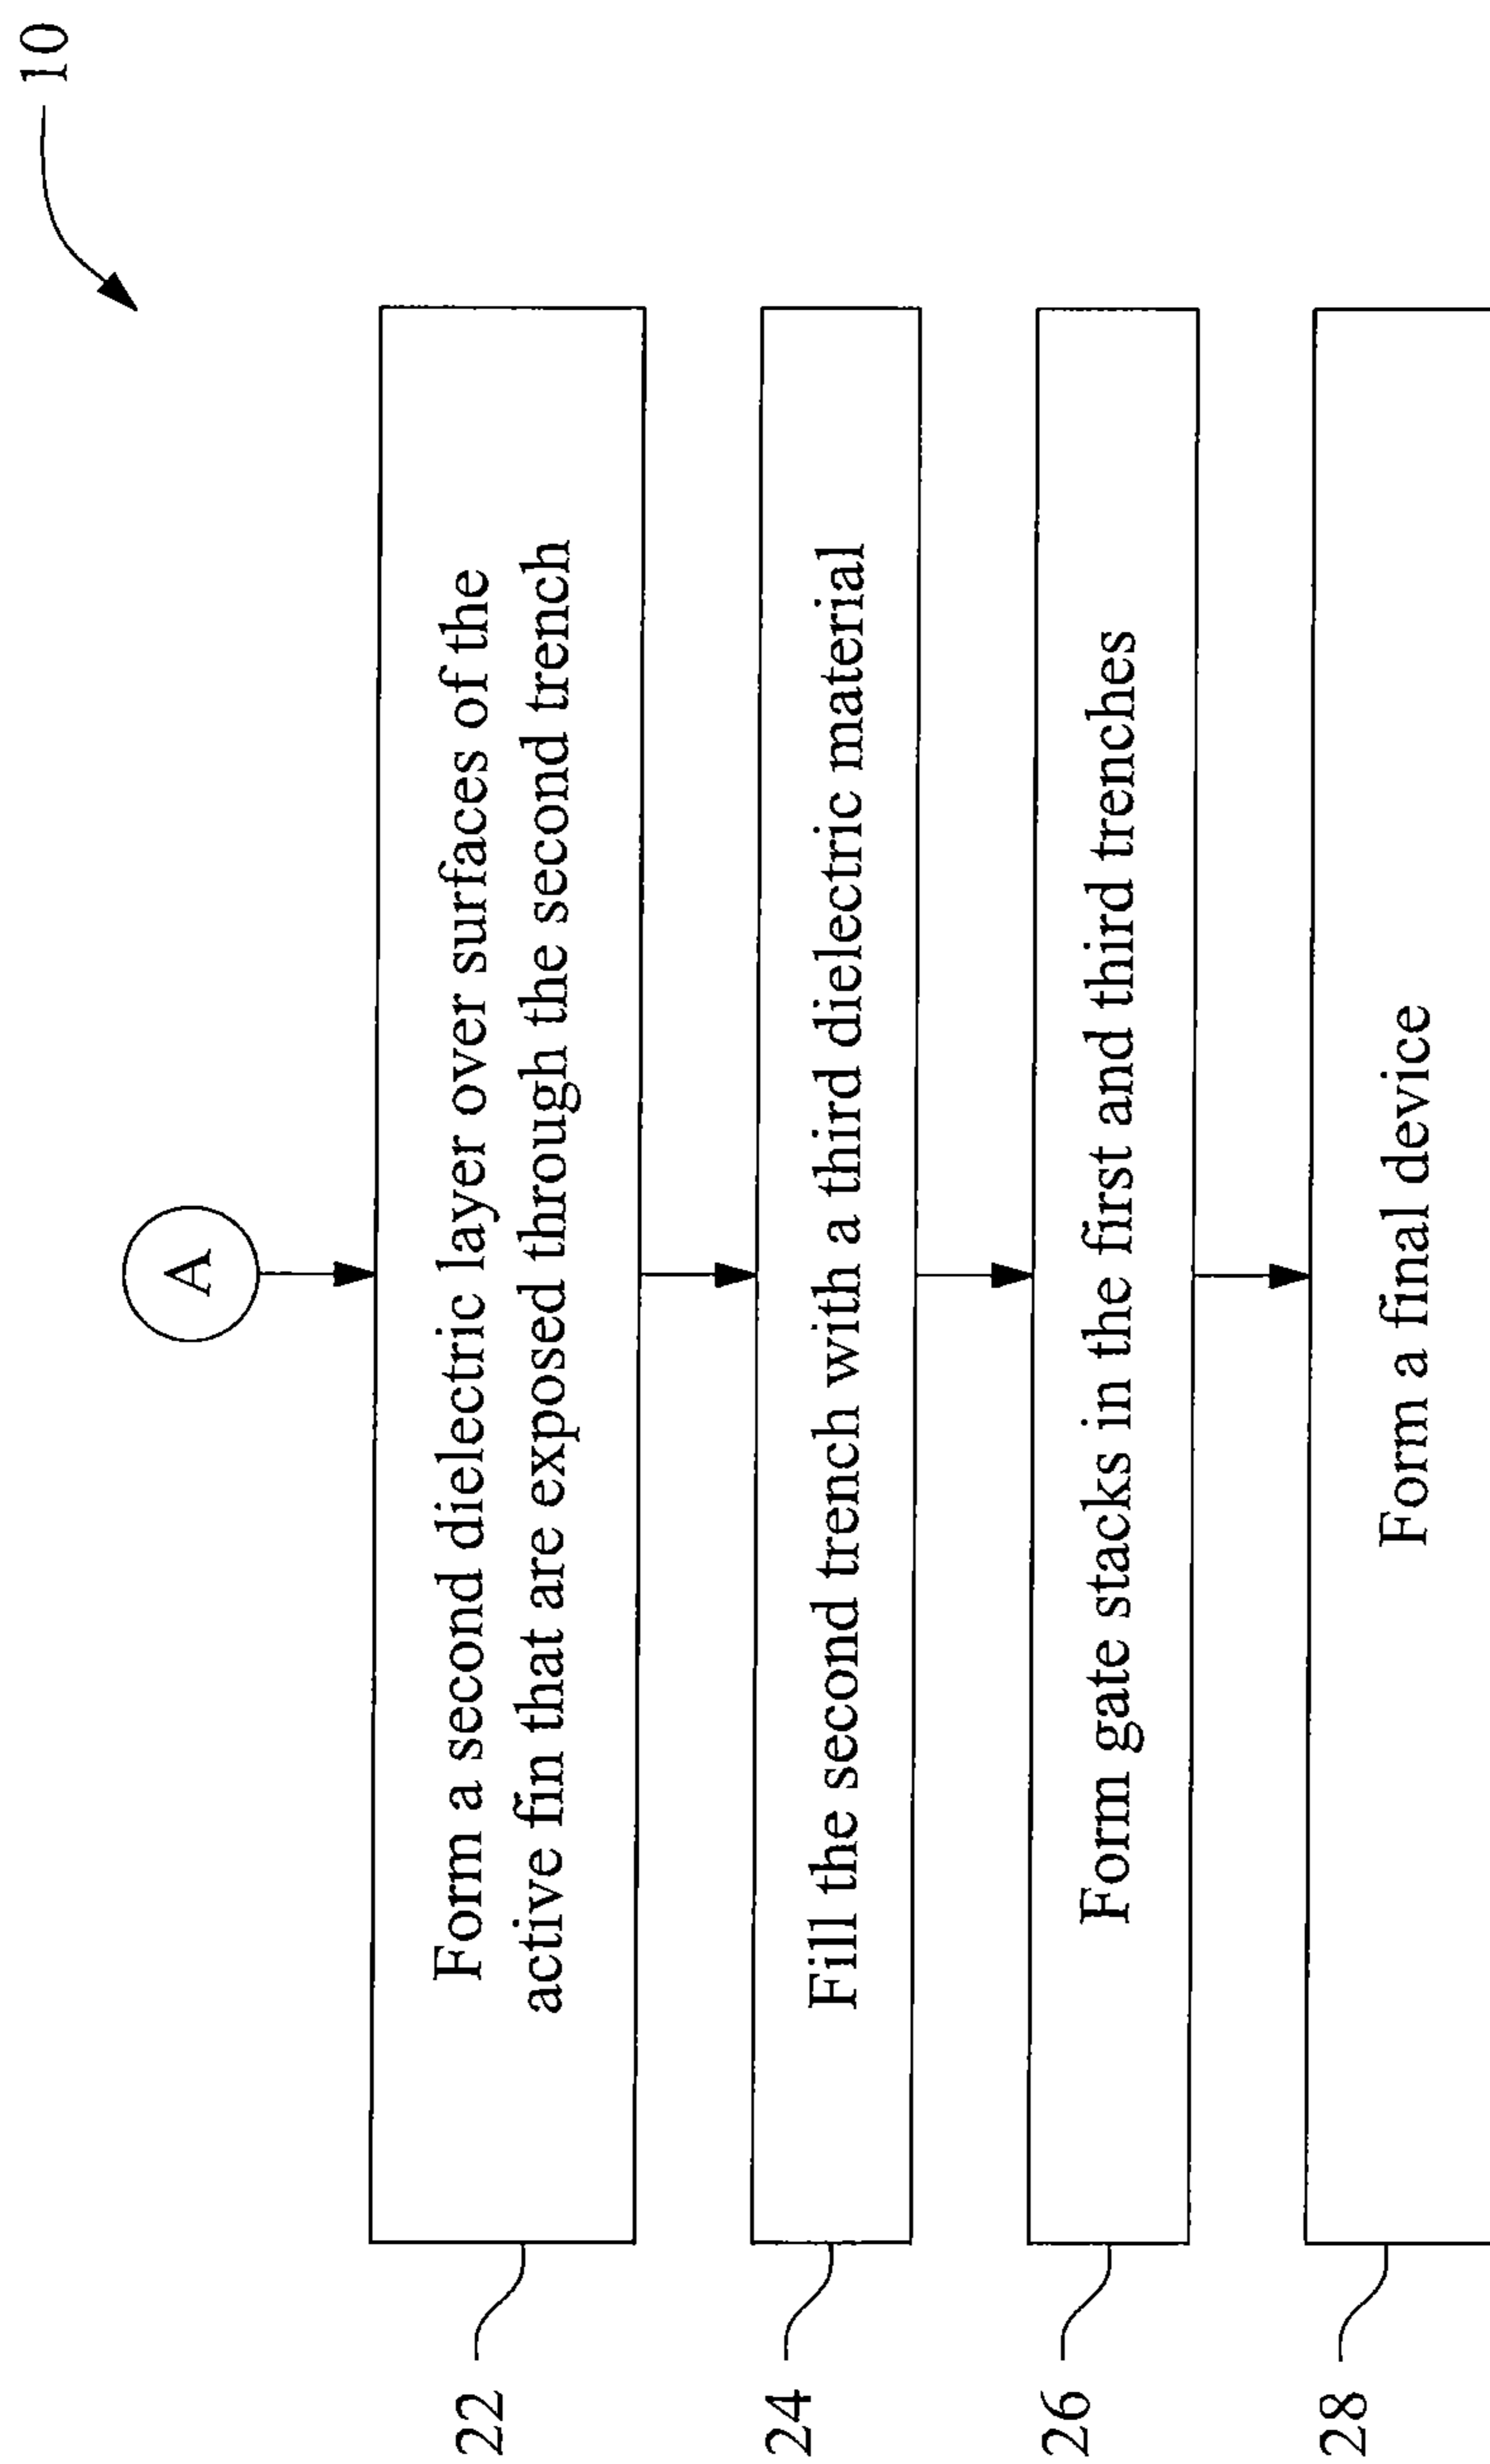 10
A
22
Form a second dielectric layer over surfaces of the
active fin that are exposed through the second trench
24
Fill the second trench with a third dielectric material
26
Form gate stacks in the first and third trenches
28
Form a final device